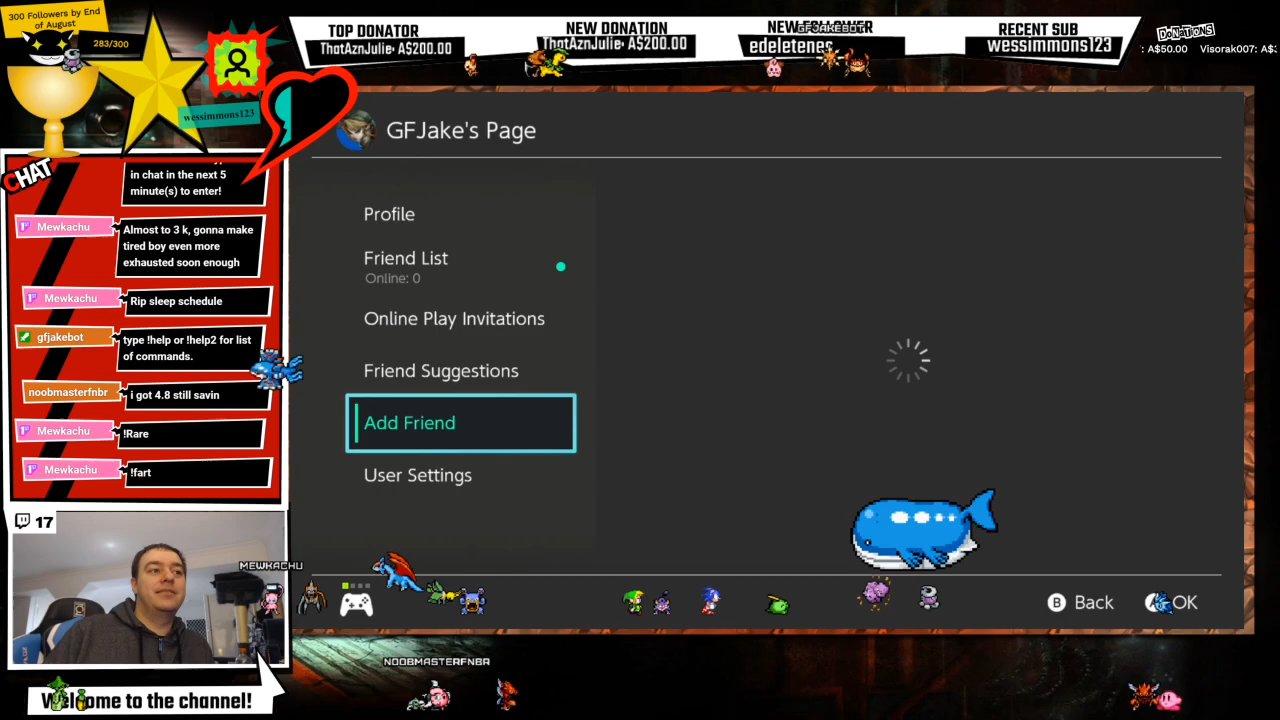 300 Followers by End
of August
283/300
wessimmons123
TOP DONATOR
ThotAznJulie: A$200.00
NEW DONATION
ThotAznJulie: A$200.00
NEW FOLLOWER
GFJAKEBOT
edeletenes
RECENT SUB
wessimmons123
DONATIONS
: A$50.00 Visorak007: A$
GFJake's Page
CHAT
in chat in the next 5
minute(s) to enter!
Mewkachu
Almost to 3 k, gonna make
tired boy even more
exhausted soon enough
Mewkachu
Rip sleep schedule
gfjakebot
type !help or !help2 for list
of commands.
noobmasterfnbr
i got 4.8 still savin
Mewkachu
!Rare
Mewkachu
!fart
Profile
Friend List
Online: 0
Online Play Invitations
Friend Suggestions
Add Friend
User Settings
17
MEWKACHU
B Back
A OK
NOOBMASTERFNBR
Welcome to the channel!